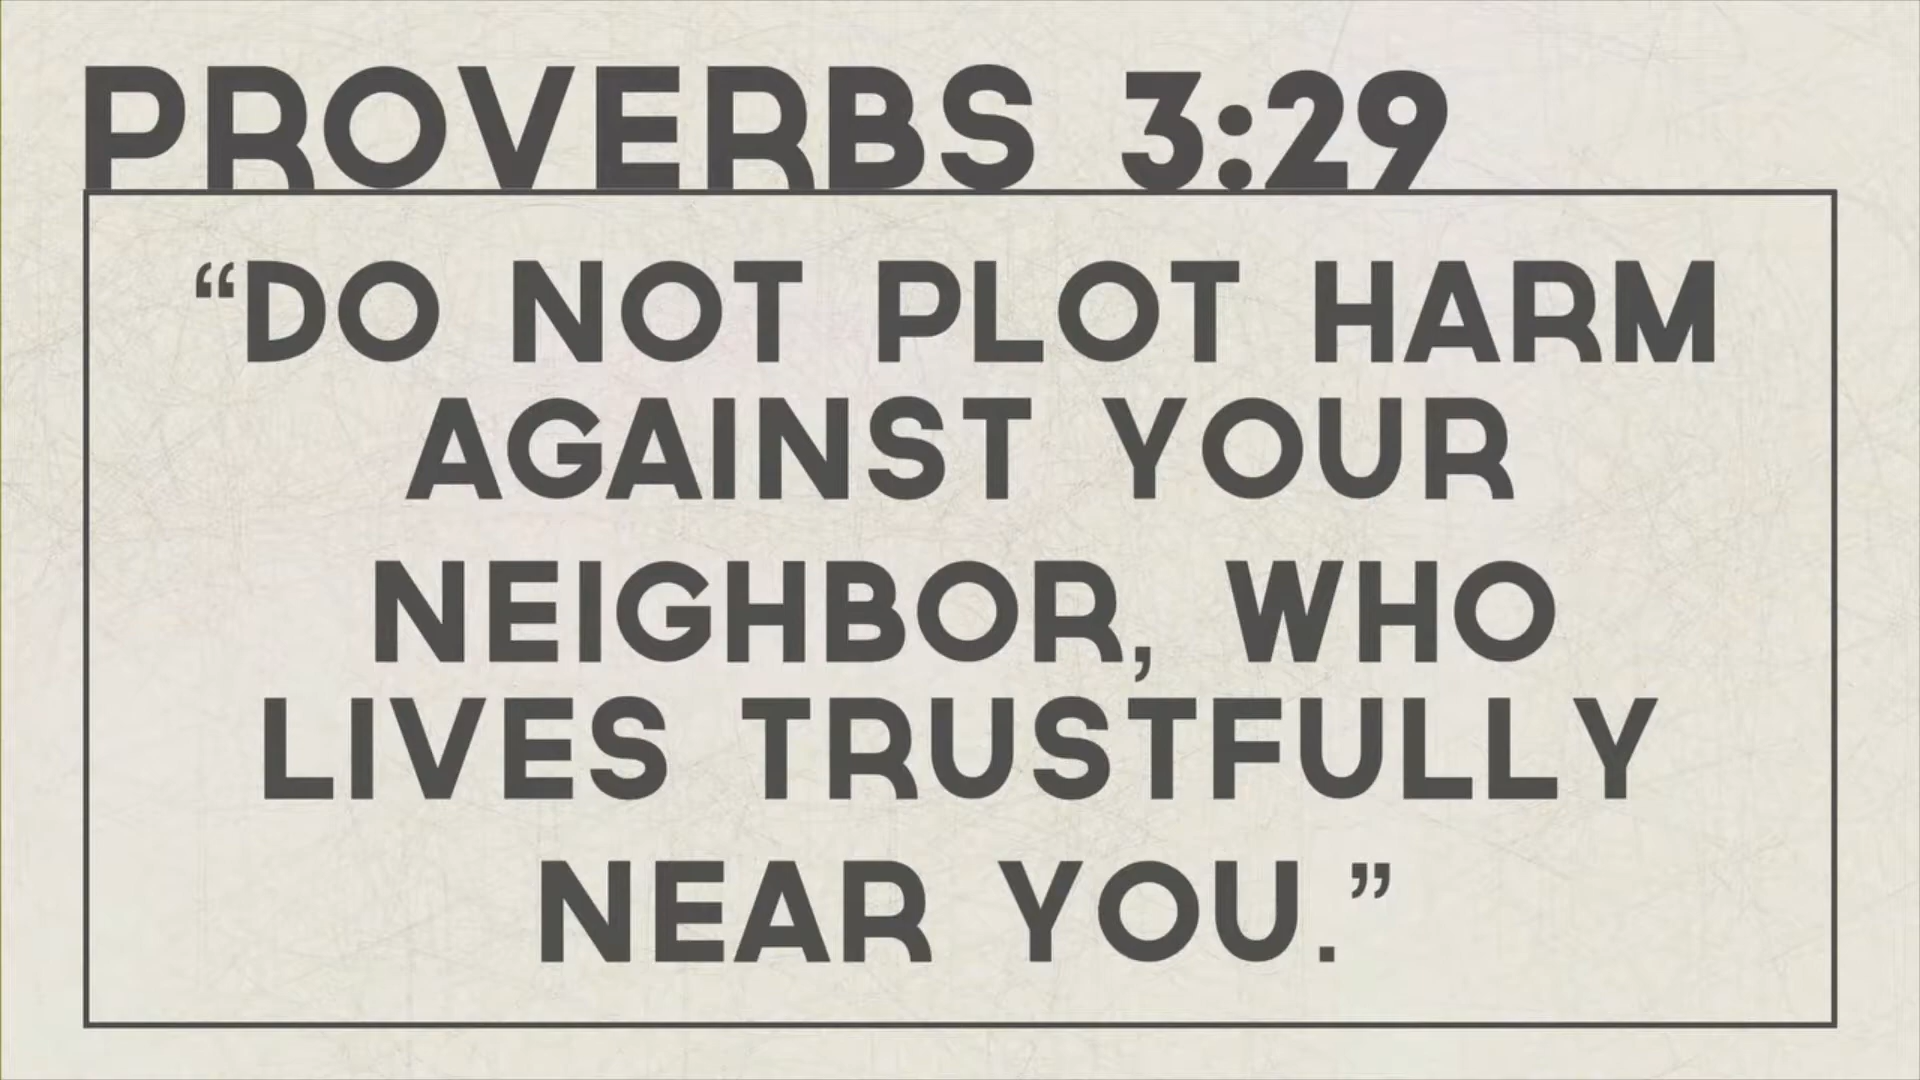 PROVERBS 3:29
“DO NOT PLOT HARM
AGAINST YOUR
NEIGHBOR, WHO
LIVES TRUSTFULLY
NEAR YOU.”